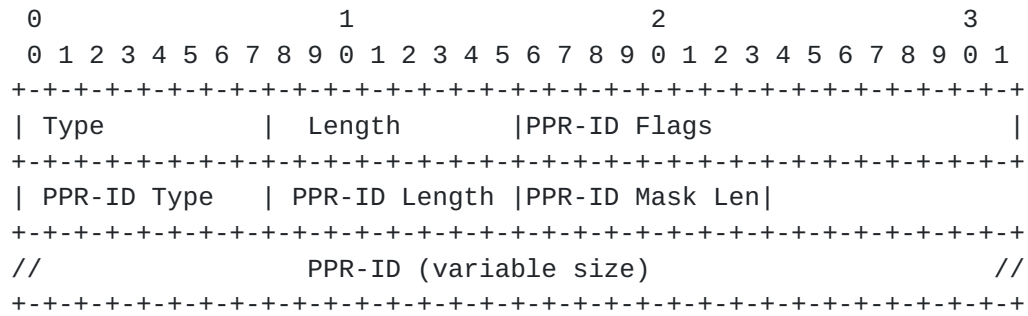 0                   1                   2                   3
 0 1 2 3 4 5 6 7 8 9 0 1 2 3 4 5 6 7 8 9 0 1 2 3 4 5 6 7 8 9 0 1
+-+-+-+-+-+-+-+-+-+-+-+-+-+-+-+-+-+-+-+-+-+-+-+-+-+-+-+-+-+-+-+-+
| Type          |  Length       |PPR-ID Flags                   |
+-+-+-+-+-+-+-+-+-+-+-+-+-+-+-+-+-+-+-+-+-+-+-+-+-+-+-+-+-+-+-+-+
| PPR-ID Type   | PPR-ID Length |PPR-ID Mask Len|
+-+-+-+-+-+-+-+-+-+-+-+-+-+-+-+-+-+-+-+-+-+-+-+-+-+-+-+-+-+-+-+-+
//                 PPR-ID (variable size)                      //
+-+-+-+-+-+-+-+-+-+-+-+-+-+-+-+-+-+-+-+-+-+-+-+-+-+-+-+-+-+-+-+-+